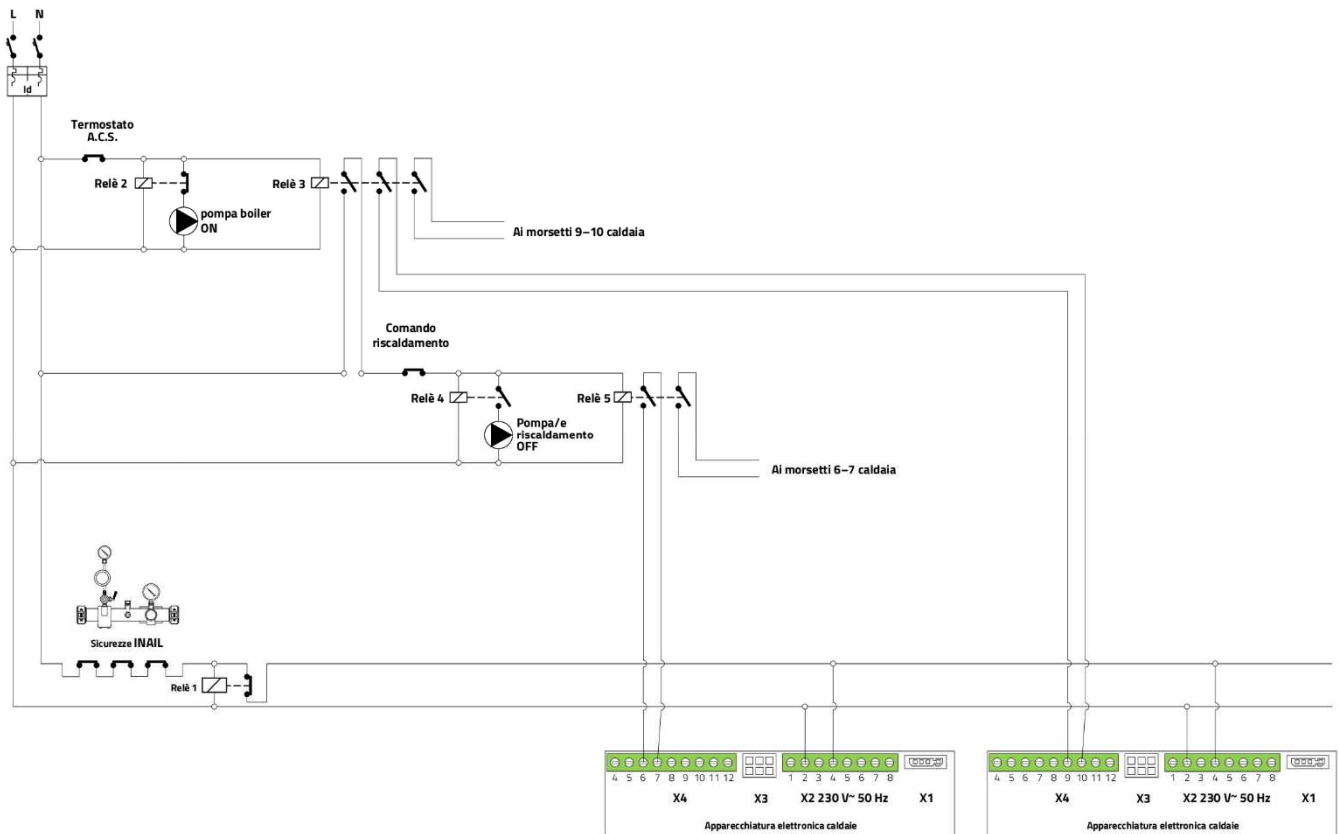 L N
Id
Termostato
A.C.S.
Relè 2
Relè 3
pompa boiler
ON
Ai morsetti 9–10 caldaia
Comando
riscaldamento
Relè 4
Relè 5
Pompa/e
riscaldamento
OFF
Ai morsetti 6–7 caldaia
Sicurezze INAIL
Relè 1
4 5 6 7 8 9 10 11 12
1 2 3 4 5 6 7 8
X4 X3 X2 230 V~ 50 Hz X1
Apparecchiatura elettronica caldaie
4 5 6 7 8 9 10 11 12
1 2 3 4 5 6 7 8
X4 X3 X2 230 V~ 50 Hz X1
Apparecchiatura elettronica caldaie